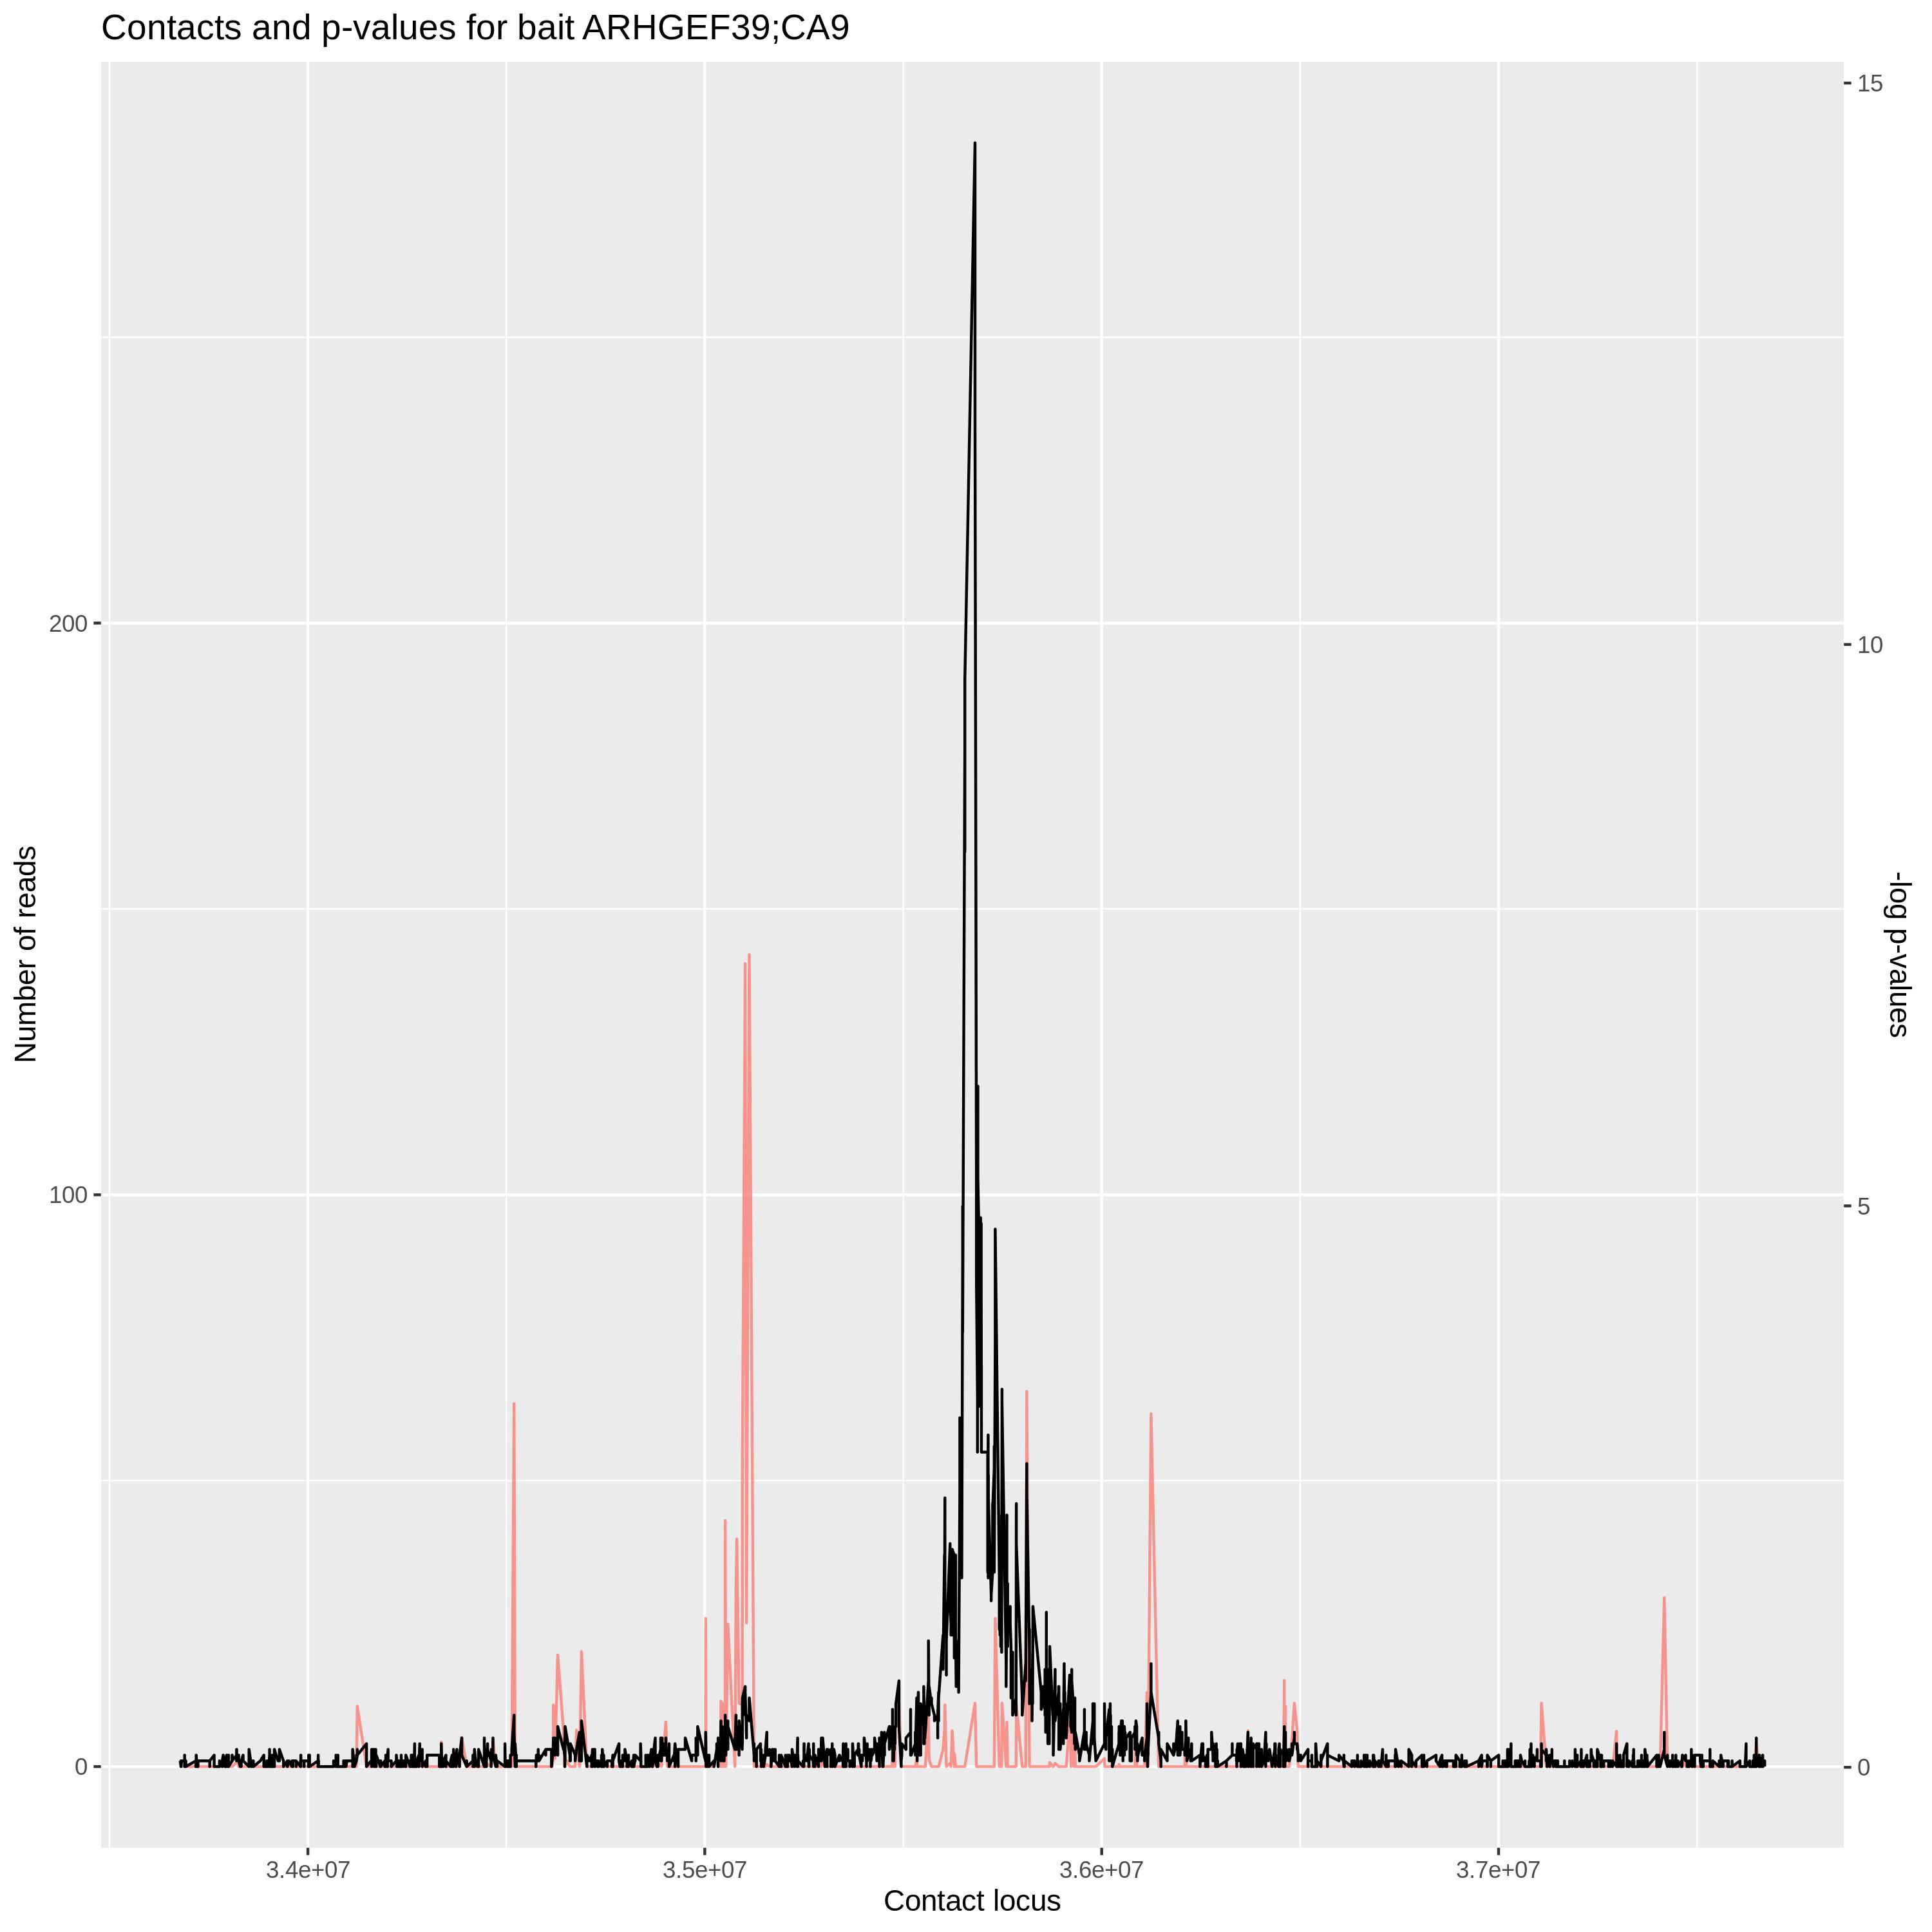 Contacts and p-values for bait ARHGEF39;CA9
15
200
10
Number of reads
-log p-values
100
5
0
0
3.4e+07
3.5e+07
3.6e+07
3.7e+07
Contact locus